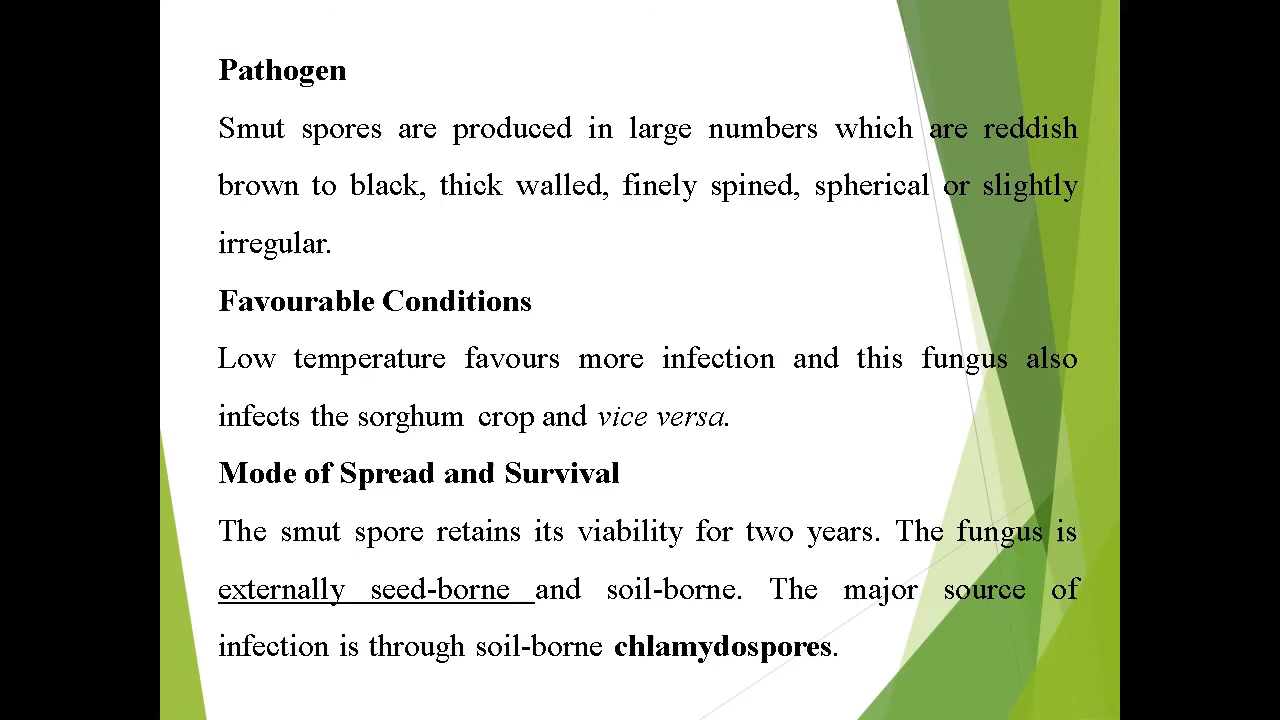 Pathogen
Smut spores are produced in large numbers which are reddish
brown to black, thick walled, finely spined, spherical or slightly
irregular.
Favourable Conditions
Low temperature favours more infection and this fungus also
infects the sorghum crop and vice versa.
Mode of Spread and Survival
The smut spore retains its viability for two years. The fungus is
externally seed-borne and soil-borne. The major source of
infection is through soil-borne chlamydospores.